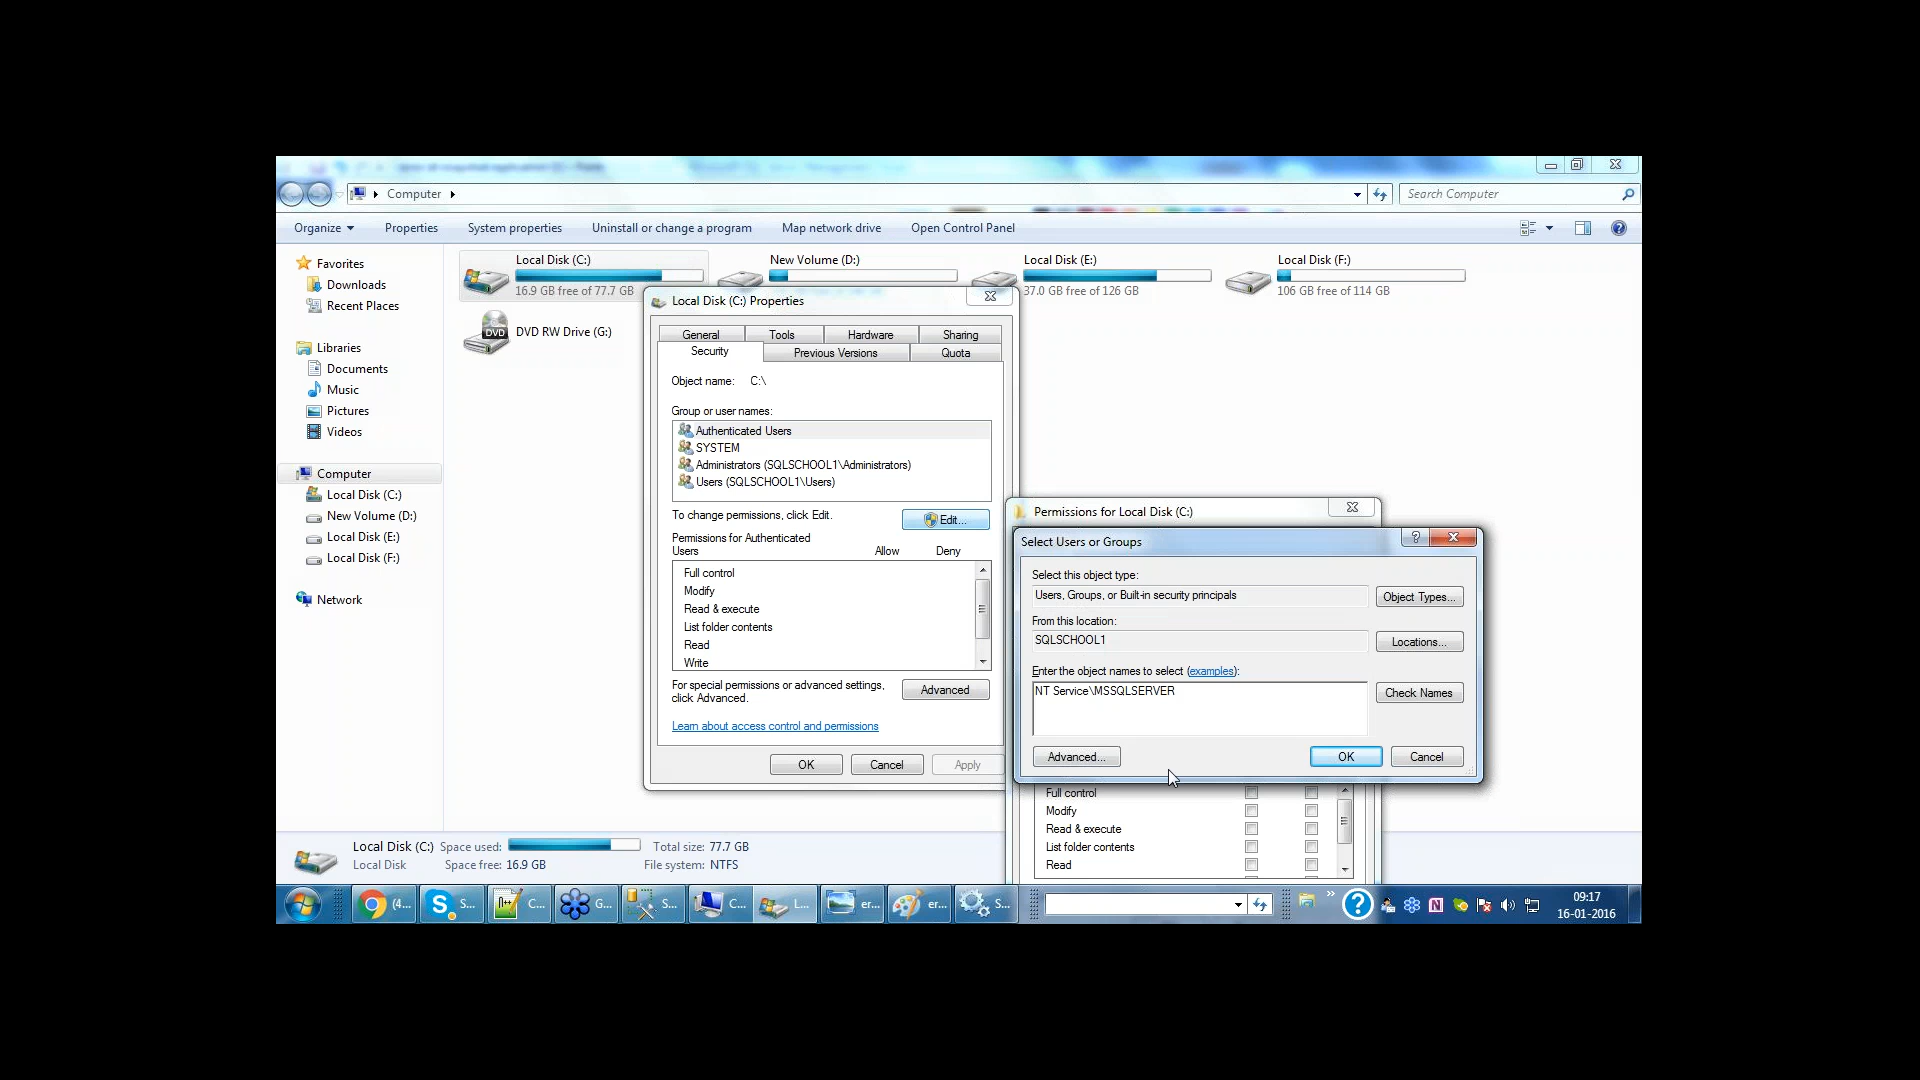 Computer
Search Computer
Organize
Properties
System properties
Uninstall or change a program
Map network drive
Open Control Panel
Favorites
Downloads
Recent Places
Libraries
Documents
Music
Pictures
Videos
Computer
Local Disk (C:)
New Volume (D:)
Local Disk (E:)
Local Disk (F:)
Network
Local Disk (C:)
16.9 GB free of 77.7 GB
New Volume (D:)
Local Disk (E:)
37.0 GB free of 126 GB
Local Disk (F:)
106 GB free of 114 GB
DVD
DVD RW Drive (G:)
Local Disk (C:) Properties
General
Tools
Hardware
Sharing
Security
Previous Versions
Quota
Object name: C:\
Group or user names:
Authenticated Users
SYSTEM
Administrators (SQLSCHOOL1\Administrators)
Users (SQLSCHOOL1\Users)
To change permissions, click Edit.
Edit...
Permissions for Authenticated
Users
Allow
Deny
Full control
Modify
Read & execute
List folder contents
Read
Write
For special permissions or advanced settings,
click Advanced.
Advanced
Learn about access control and permissions
OK
Cancel
Apply
Permissions for Local Disk (C:)
Select Users or Groups
Select this object type:
Users, Groups, or Built-in security principals
Object Types...
From this location:
SQLSCHOOL1
Locations...
Enter the object names to select (examples):
NT Service\MSSQLSERVER
Check Names
Advanced...
OK
Cancel
Full control
Modify
Read & execute
List folder contents
Read
Local Disk (C:) Space used:
Total size: 77.7 GB
Local Disk
Space free: 16.9 GB
File system: NTFS
(4...
S...
C...
G...
S...
C...
L...
er...
er...
S...
09:17
16-01-2016